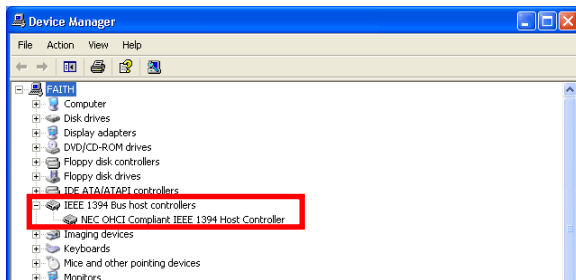 Device Manager
File Action View Help
FAITH
Computer
Disk drives
Display adapters
DVD/CD-ROM drives
Floppy disk controllers
Floppy disk drives
IDE ATA/ATAPI controllers
IEEE 1394 Bus host controllers
NEC OHCI Compliant IEEE 1394 Host Controller
Imaging devices
Keyboards
Mice and other pointing devices
Monitors